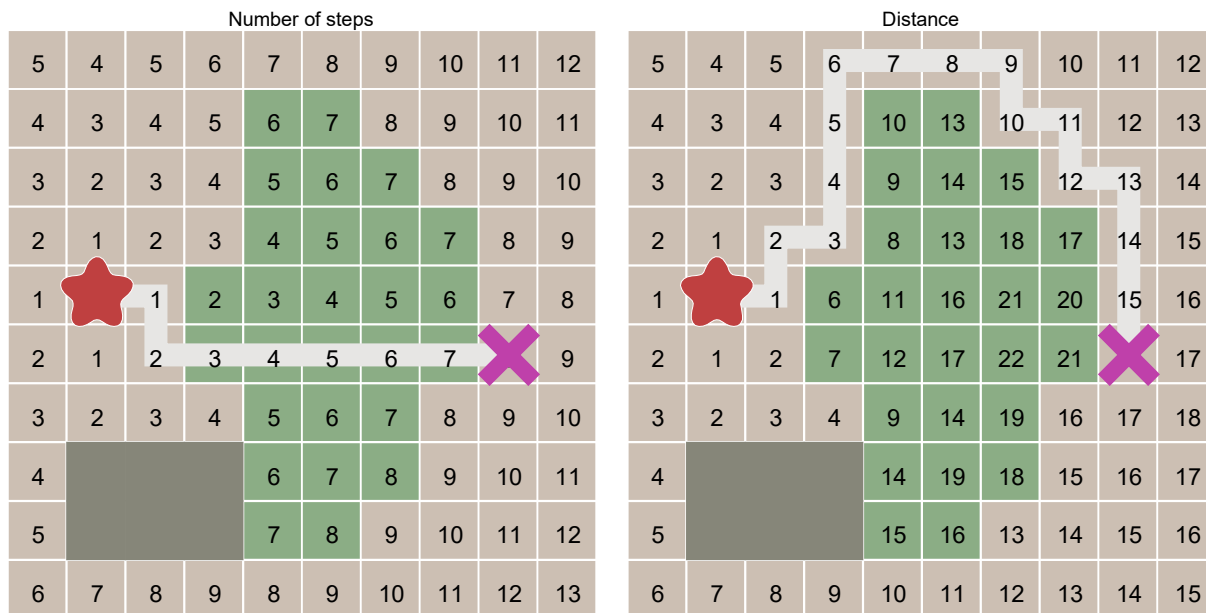 Number of steps
5 4 5 6 7 8 9 10 11 12
4 3 4 5 6 7 8 9 10 11
3 2 3 4 5 6 7 8 9 10
2 1 2 3 4 5 6 7 8 9
1 1 2 3 4 5 6 7 8
2 1 2 3 4 5 6 7 9
3 2 3 4 5 6 7 8 9 10
4 6 7 8 9 10 11
5 7 8 9 10 11 12
6 7 8 9 8 9 10 11 12 13
Distance
5 4 5 6 7 8 9 10 11 12
4 3 4 5 10 13 10 11 12 13
3 2 3 4 9 14 15 12 13 14
2 1 2 3 8 13 18 17 14 15
1 1 6 11 16 21 20 15 16
2 1 2 7 12 17 22 21 17
3 2 3 4 9 14 19 16 17 18
4 14 19 18 15 16 17
5 15 16 13 14 15 16
6 7 8 9 10 11 12 13 14 15